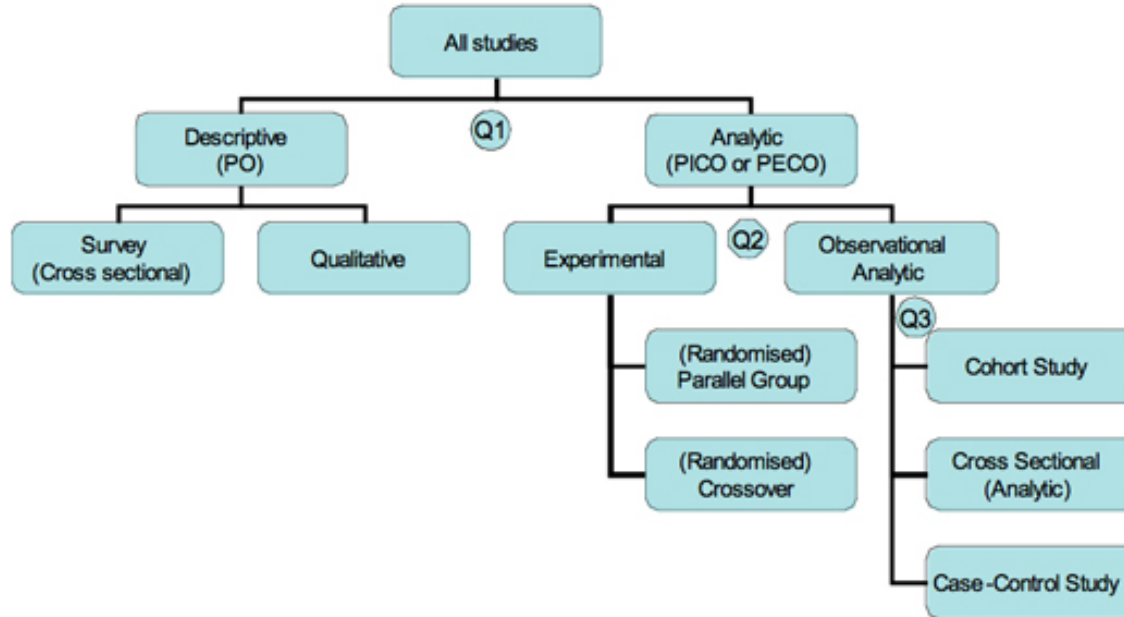 All studies
Q1
Descriptive
(PO)
Analytic
(PICO or PECO)
Survey
(Cross sectional)
Qualitative
Experimental
Q2
Observational
Analytic
Q3
(Randomised)
Parallel Group
Cohort Study
(Randomised)
Crossover
Cross Sectional
(Analytic)
Case -Control Study